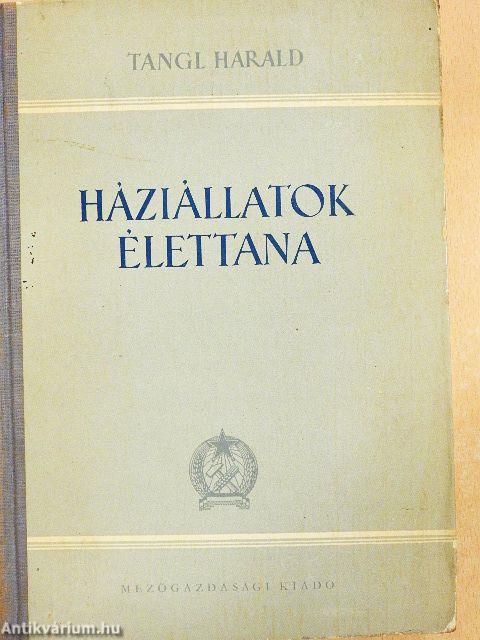 TANGL HARALD
HÁZIÁLLATOK
ÉLETTANA
MEZŐGAZDASÁGI KIADÓ
Antikvárium.hu